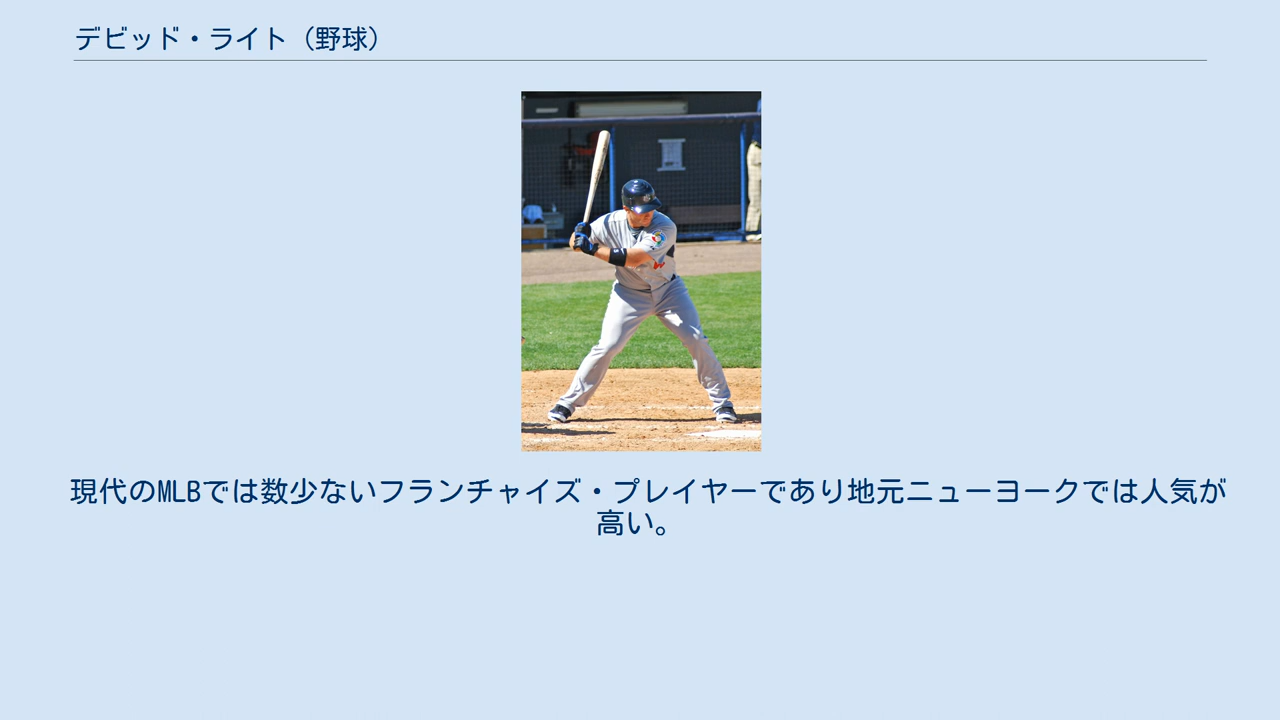 デビッド・ライト（野球）
現代のMLBでは数少ないフランチャイズ・プレイヤーであり地元ニューヨークでは人気が
高い。